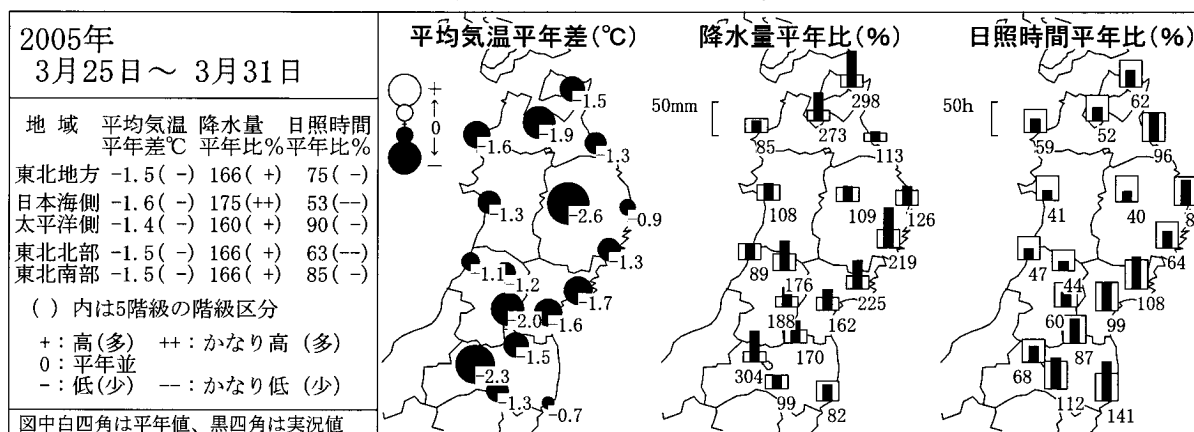 2005年
3月25日～ 3月31日
地 域 平均気温 降水量 日照時間
平年差℃ 平年比% 平年比%
東北地方 -1.5( -) 166( +) 75( -)
日本海側 -1.6( -) 175(++) 53(--)
太平洋側 -1.4( -) 160( +) 90( -)
東北北部 -1.5( -) 166( +) 63(--)
東北南部 -1.5( -) 166( +) 85( -)
( ) 内は5階級の階級区分
+：高(多) ++：かなり高 (多)
0：平年並
-：低(少) --：かなり低 (少)
図中白四角は平年値、黒四角は実況値
平均気温平年差(℃)
+
↑
0
↓
-
-1.5
-1.9
-1.6
-1.3
-1.3
-2.6
-0.9
-1.3
-1.1
-1.2
-1.7
-2.0
-1.6
-1.5
-2.3
-1.3
-0.7
降水量平年比(%)
50mm
298
273
85
113
108
109
126
219
89
176
225
188
162
170
304
99
82
日照時間平年比(%)
50h
62
52
59
96
41
40
8
64
47
44
108
60
99
87
68
112
141